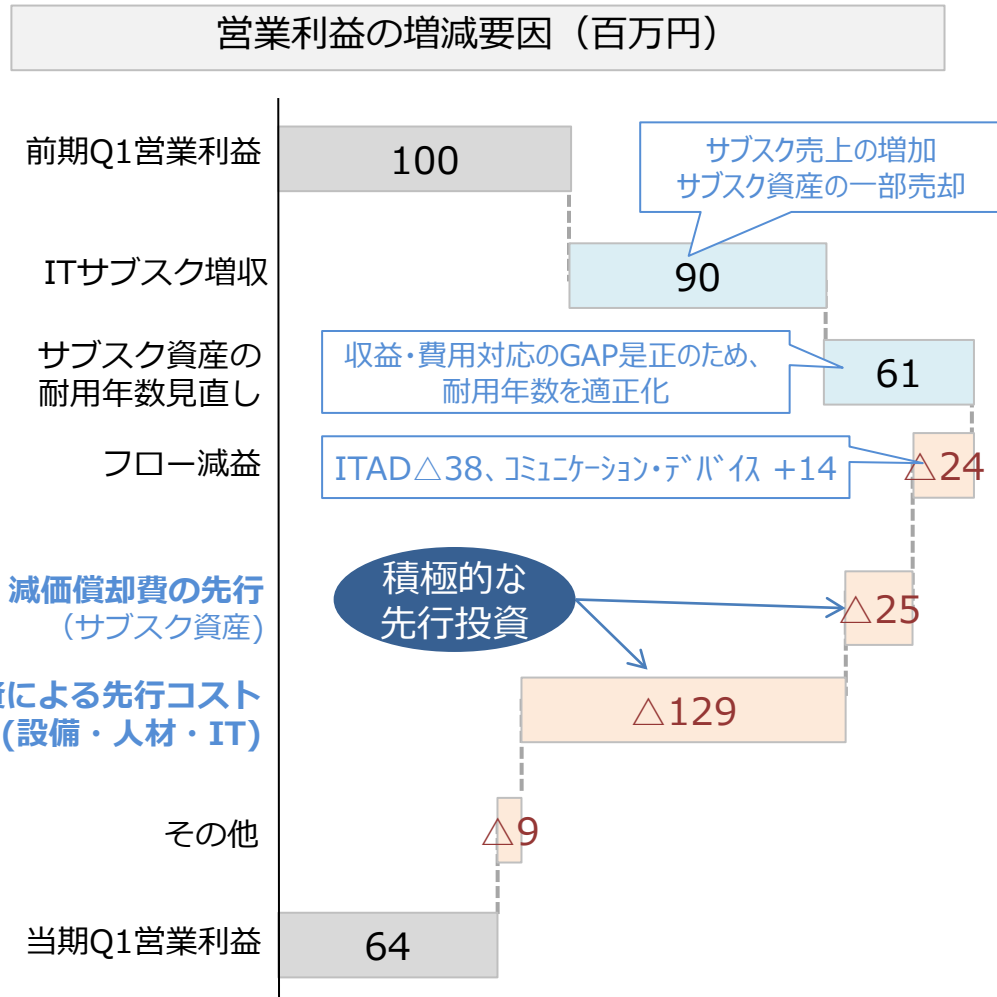 営業利益の増減要因（百万円）
前期Q1営業利益
100
サブスク売上の増加
サブスク資産の一部売却
ITサブスク増収
90
サブスク資産の
耐用年数見直し
収益・費用対応のGAP是正のため、
耐用年数を適正化
61
フロー減益
ITAD△38、ｺﾐｭﾆｹｰｼｮﾝ・ﾃﾞﾊﾞｲｽ +14
△24
減価償却費の先行
（サブスク資産)
積極的な
先行投資
△25
による先行コスト
(設備・人材・IT)
△129
その他
△9
当期Q1営業利益
64